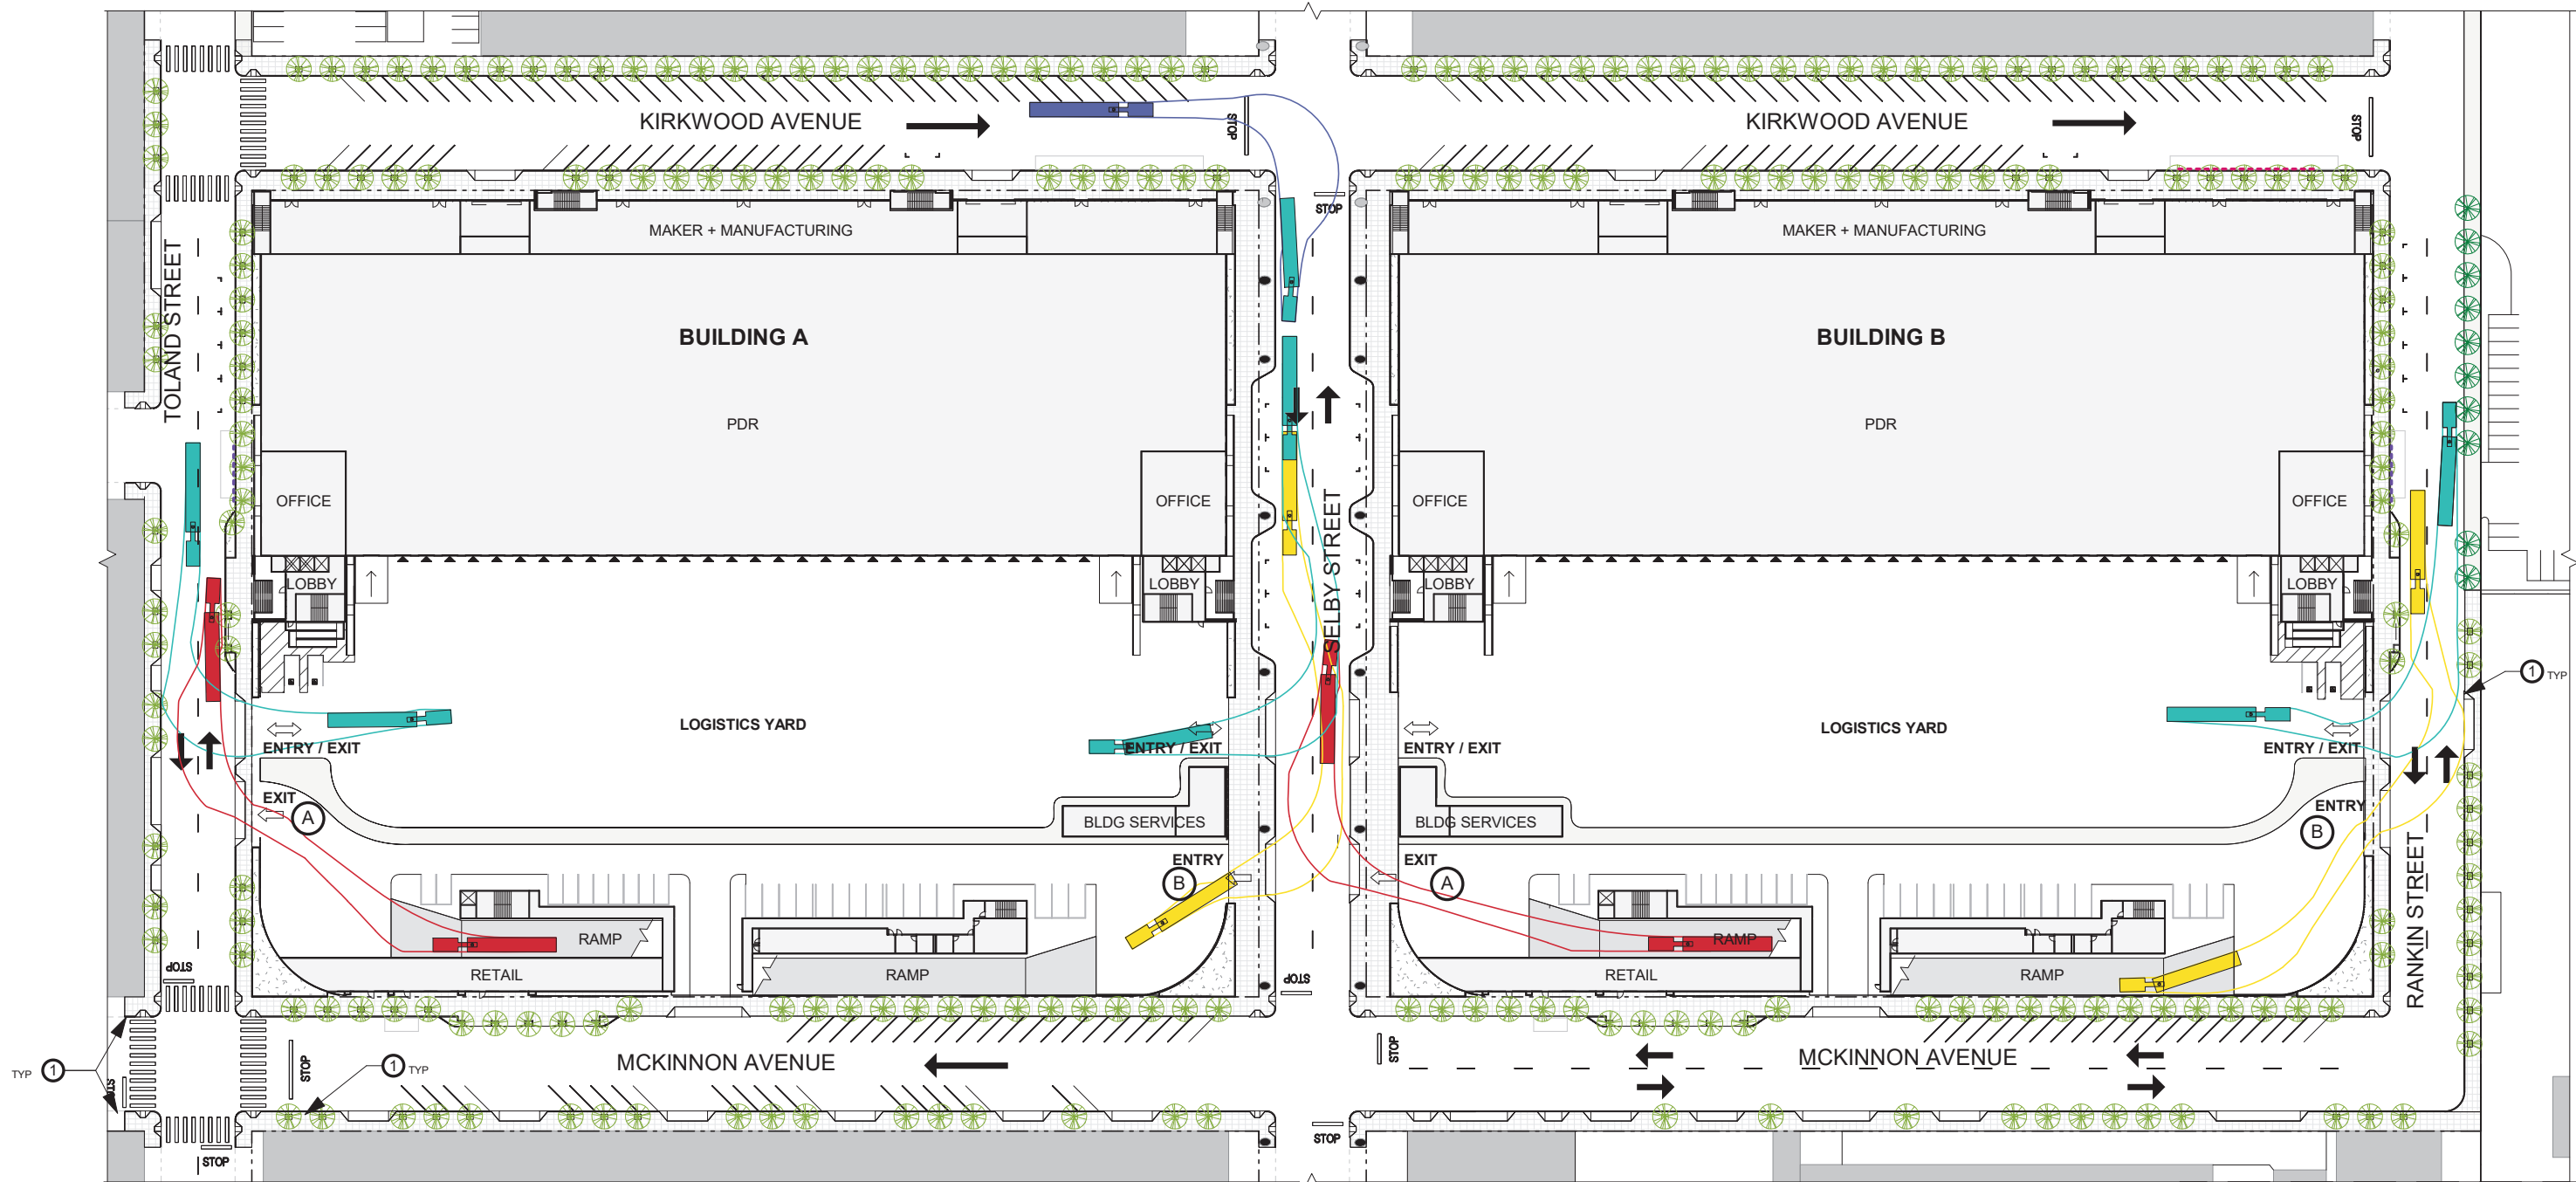 KIRKWOOD AVENUE
STOP
KIRKWOOD AVENUE
STOP
STOP
MAKER + MANUFACTURING
MAKER + MANUFACTURING
TOLAND STREET
BUILDING A
BUILDING B
PDR
PDR
OFFICE
OFFICE
SELBY STREET
OFFICE
OFFICE
LOBBY
LOBBY
LOBBY
LOBBY
1 TYP
LOGISTICS YARD
LOGISTICS YARD
ENTRY / EXIT
ENTRY / EXIT
ENTRY / EXIT
ENTRY / EXIT
EXIT
A
BLDG SERVICES
BLDG SERVICES
ENTRY
B
ENTRY
B
EXIT
A
RANKIN STREET
RAMP
RAMP
RETAIL
RAMP
RETAIL
RAMP
STOP
STOP
MCKINNON AVENUE
STOP
STOP
MCKINNON AVENUE
TYP 1
1 TYP
STOP
STOP
STOP